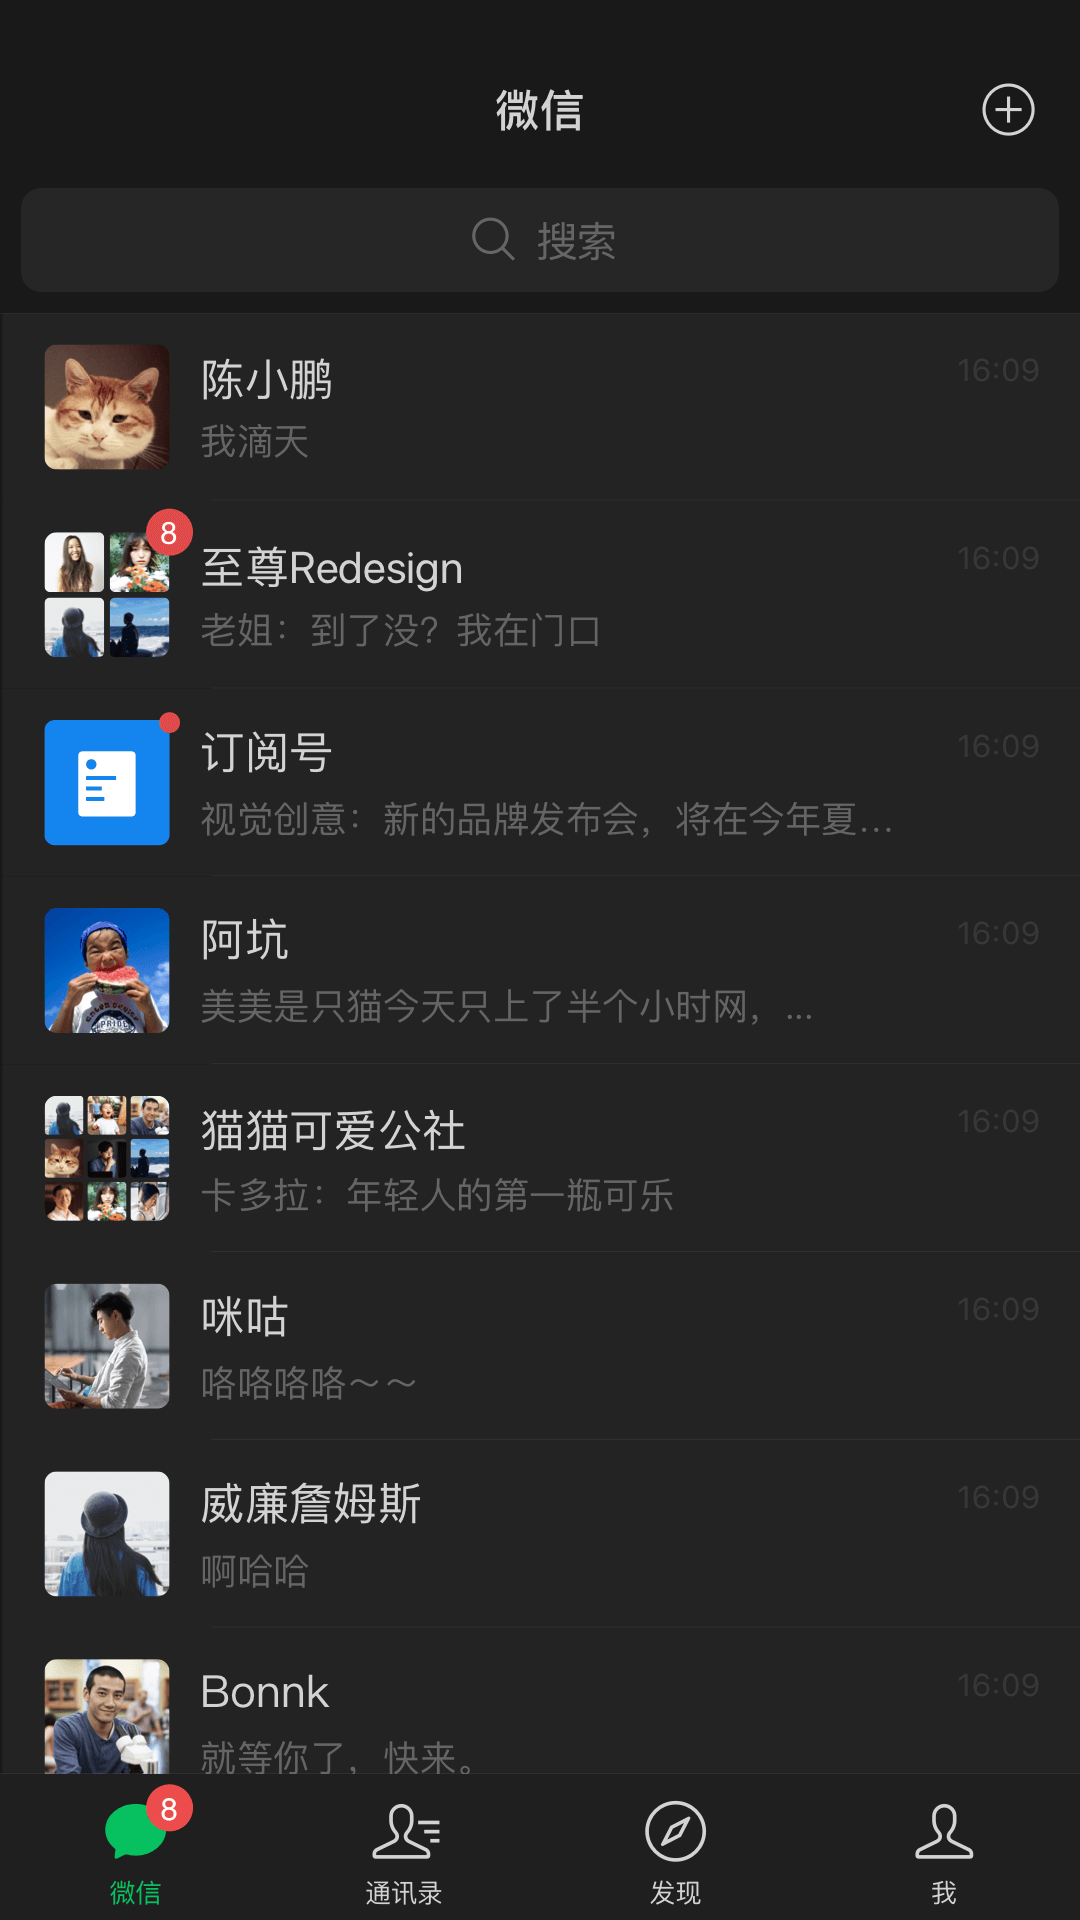 微信
搜索
陈小鹏
16:09
我滴天
8
至尊Redesign
16:09
老姐：到了没？我在门口
订阅号
16:09
视觉创意：新的品牌发布会，将在今年夏...
阿坑
16:09
美美是只猫今天只上了半个小时网，...
猫猫可爱公社
16:09
卡多拉：年轻人的第一瓶可乐
咪咕
16:09
咯咯咯咯～～
威廉詹姆斯
16:09
啊哈哈
Bonnk
16:09
就等你了，快来。
8
微信
通讯录
发现
我